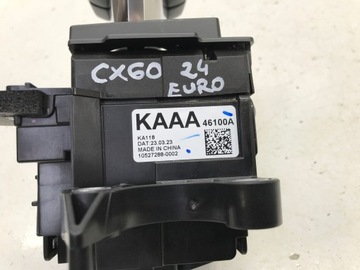 CX60 24
EURO
KAAA 46100A
KA118
DAT:23.03.23
MADE IN CHINA
10527288-0002